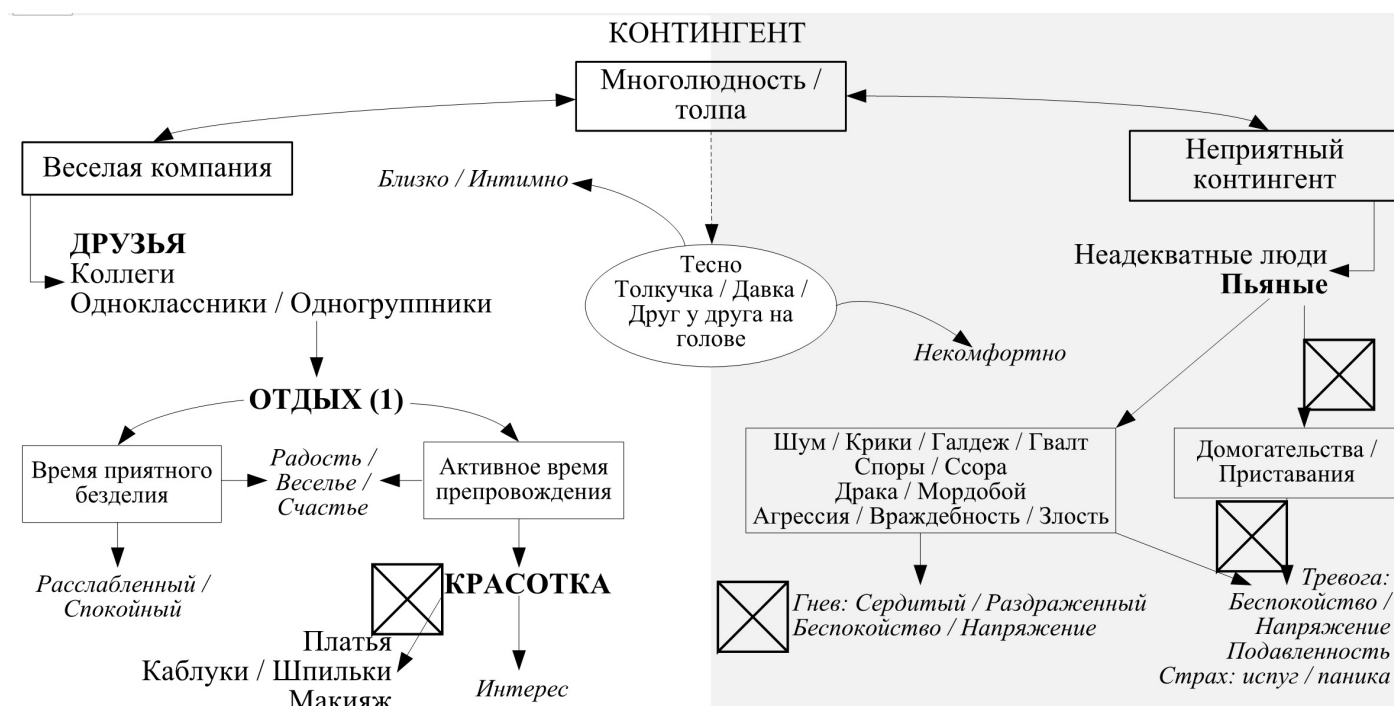 КОНТИНГЕНТ
Многолюдность /
толпа
Веселая компания
Неприятный
контингент
Близко / Интимно
ДРУЗЬЯ
Коллеги
Одноклассники / Одногруппники
Тесно
Толкучка / Давка /
Друг у друга на
голове
Неадекватные люди
Пьяные
Некомфортно
ОТДЫХ (1)
Время приятного
безделия
Радость /
Веселье /
Счастье
Активное время
препровождения
Шум / Крики / Галдеж / Гвалт
Споры / Ссора
Драка / Мордобой
Агрессия / Враждебность / Злость
Домогательства /
Приставания
Расслабленный /
Спокойный
КРАСОТКА
Платья
Каблуки / Шпильки
Макияж
Интерес
Гнев: Сердитый / Раздраженный
Беспокойство / Напряжение
Тревога:
Беспокойство /
Напряжение
Подавленность
Страх: испуг / паника